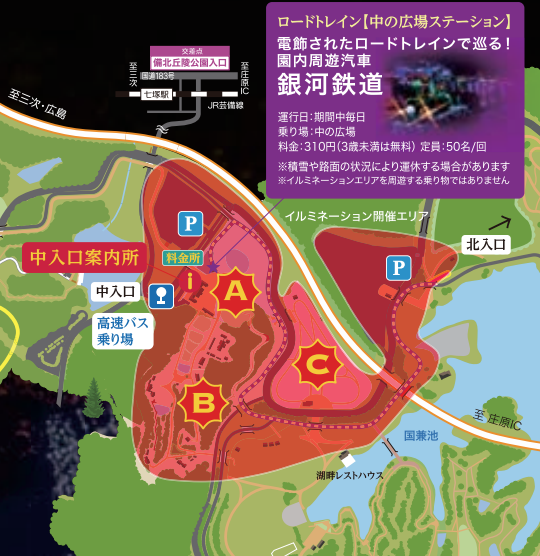 ロードトレイン【中の広場ステーション】
電飾されたロードトレインで巡る!
園内周遊汽車
銀河鉄道
運行日:期間中毎日
乗り場:中の広場
料金:310円(3歳未満は無料) 定員:50名/回
※積雪や路面の状況により運休する場合があります
※イルミネーションエリアを周遊する乗り物ではありません
交差点
備北丘陵公園入口
至三次
国道183号
至庄原IC
七塚駅
JR芸備線
至三次・広島
イルミネーション開催エリア
北入口
P
P
中入口案内所
料金所
i
中入口
高速バス
乗り場
A
B
C
至 庄原IC
国兼池
湖畔レストハウス